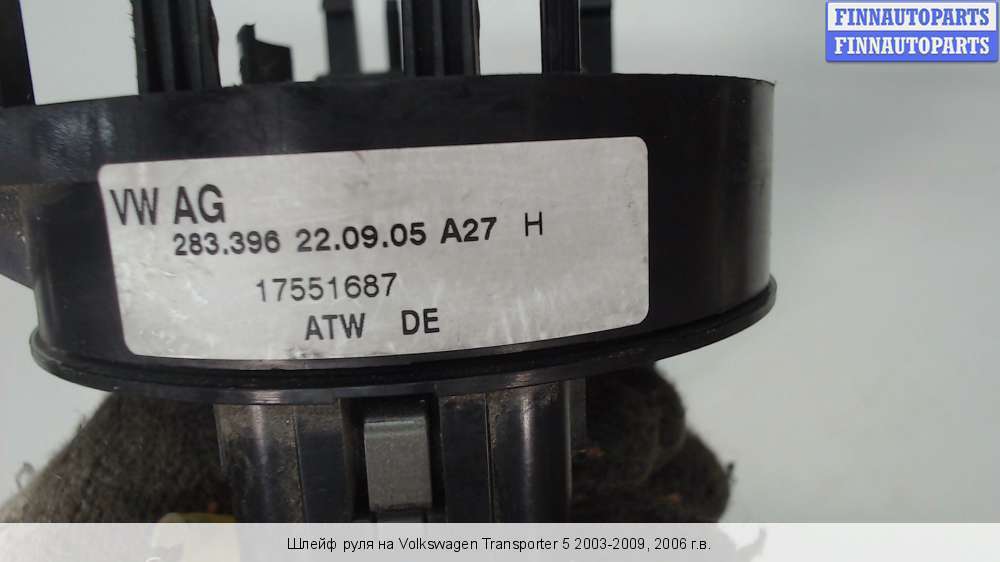 FINNAUTOPARTS
FINNAUTOPARTS
VW AG
283.396 22.09.05 A27 H
17551687
ATW DE
Шлейф руля на Volkswagen Transporter 5 2003-2009, 2006 г.в.